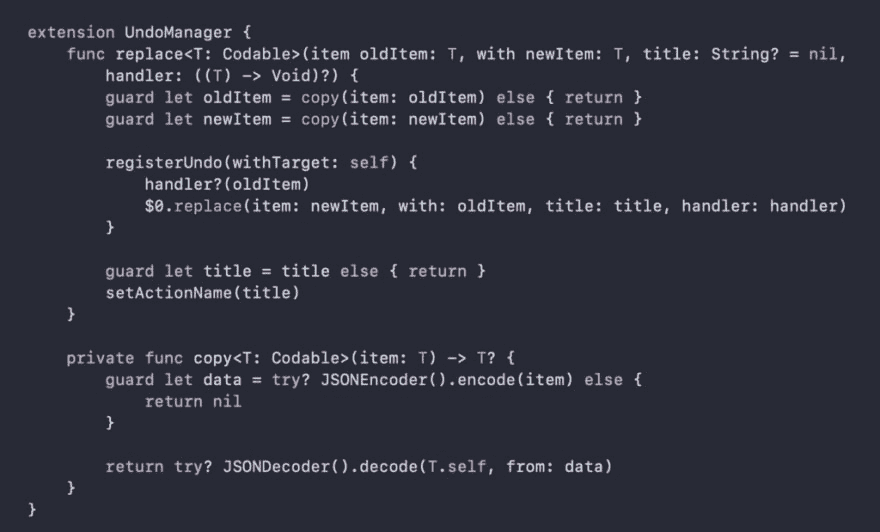 extension UndoManager {
    func replace<T: Codable>(item oldItem: T, with newItem: T, title: String? = nil,
        handler: ((T) -> Void)?) {
        guard let oldItem = copy(item: oldItem) else { return }
        guard let newItem = copy(item: newItem) else { return }

        registerUndo(withTarget: self) {
            handler?(oldItem)
            $0.replace(item: newItem, with: oldItem, title: title, handler: handler)
        }

        guard let title = title else { return }
        setActionName(title)
    }

    private func copy<T: Codable>(item: T) -> T? {
        guard let data = try? JSONEncoder().encode(item) else {
            return nil
        }

        return try? JSONDecoder().decode(T.self, from: data)
    }
}